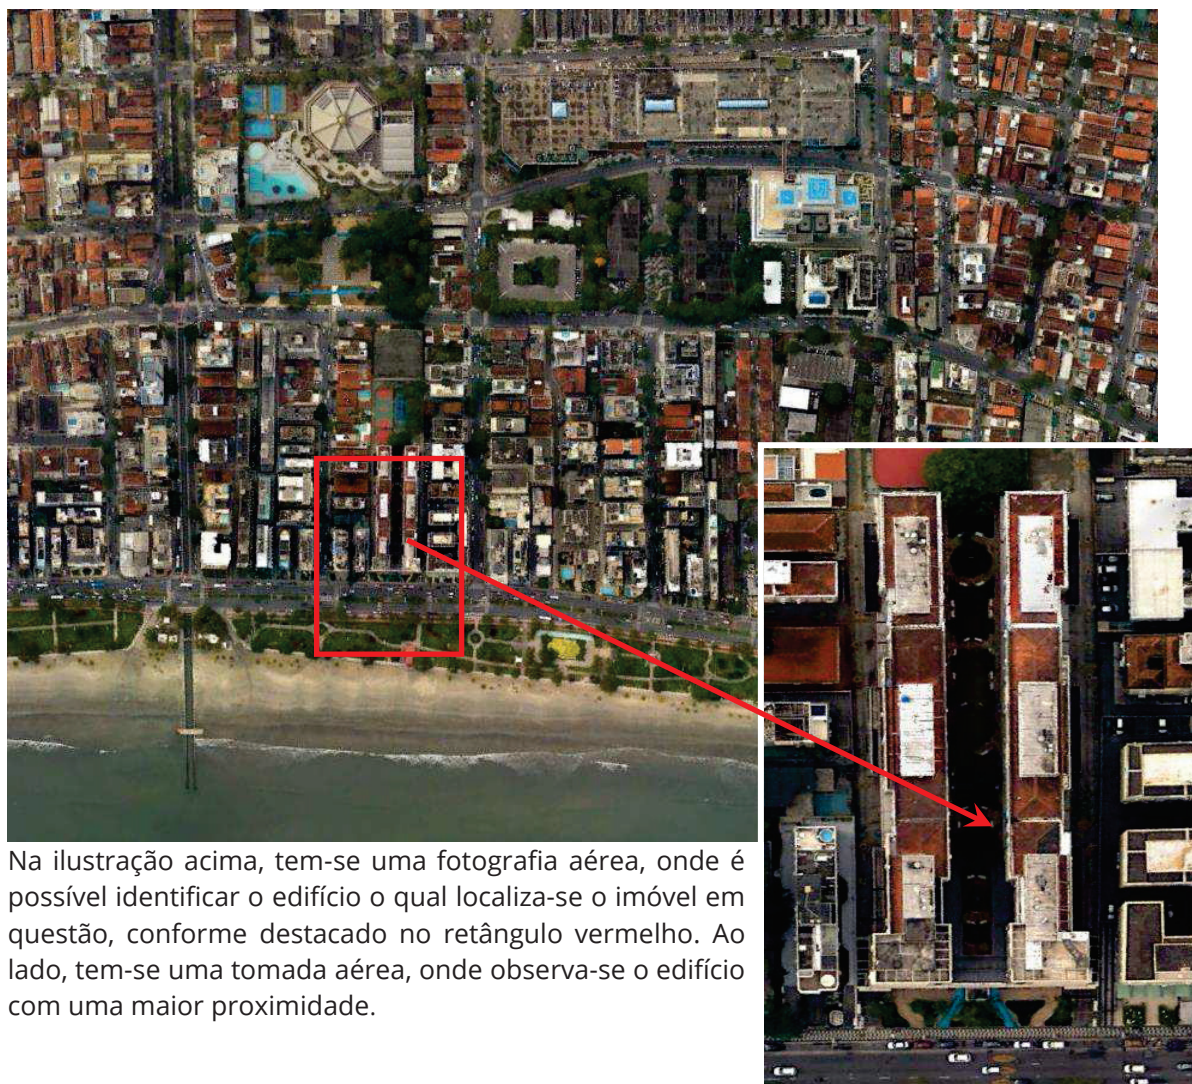 Na ilustração acima, tem-se uma fotografia aérea, onde é
possível identificar o edifício o qual localiza-se o imóvel em
questão, conforme destacado no retângulo vermelho. Ao
lado, tem-se uma tomada aérea, onde observa-se o edifício
com uma maior proximidade.